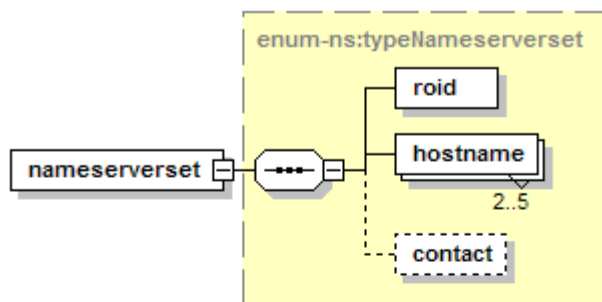 enum-ns:typeNameserverset
roid
nameserverset
hostname
2..5
contact